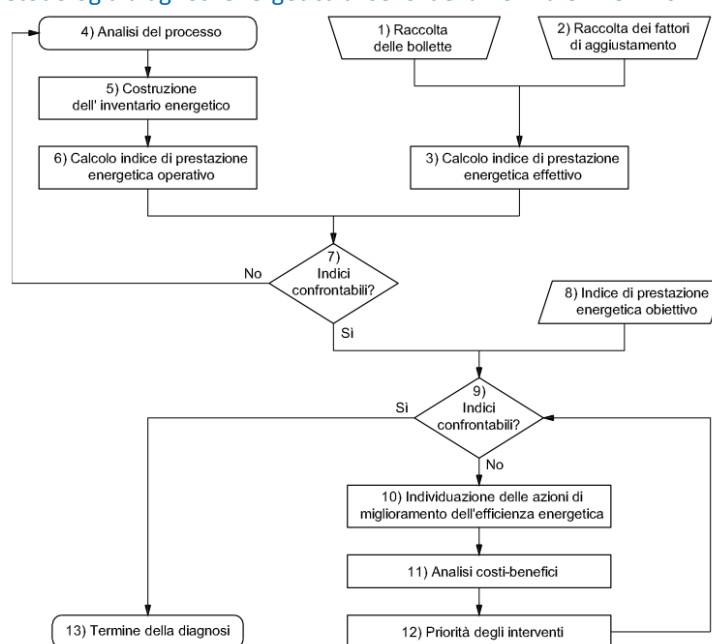 4) Analisi del processo
1) Raccolta
delle bollette
2) Raccolta dei fattori
di aggiustamento
5) Costruzione
dell' inventario energetico
6) Calcolo indice di prestazione
energetica operativo
3) Calcolo indice di prestazione
energetica effettivo
7)
Indici
confrontabili?
No
Sì
8) Indice di prestazione
energetica obiettivo
9)
Indici
confrontabili?
Sì
No
10) Individuazione delle azioni di
miglioramento dell'efficienza energetica
11) Analisi costi-benefici
12) Priorità degli interventi
13) Termine della diagnosi